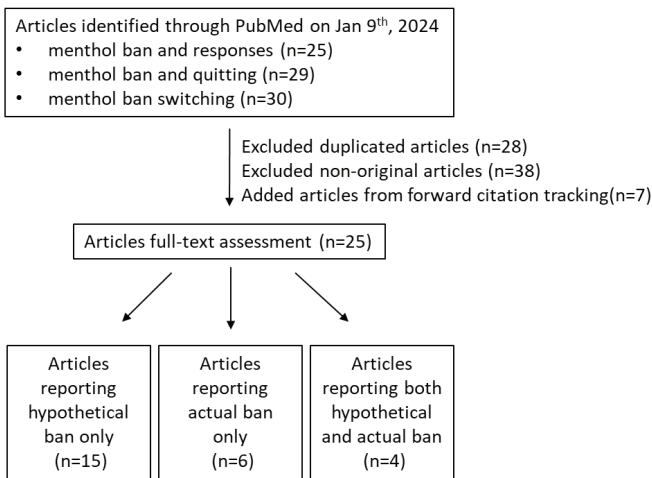 Articles identified through PubMed on Jan 9th, 2024
• menthol ban and responses (n=25)
• menthol ban and quitting (n=29)
• menthol ban switching (n=30)
Excluded duplicated articles (n=28)
Excluded non-original articles (n=38)
Added articles from forward citation tracking(n=7)
Articles full-text assessment (n=25)
Articles
reporting
hypothetical
ban only
(n=15)
Articles
reporting
actual ban
only
(n=6)
Articles
reporting both
hypothetical
and actual ban
(n=4)